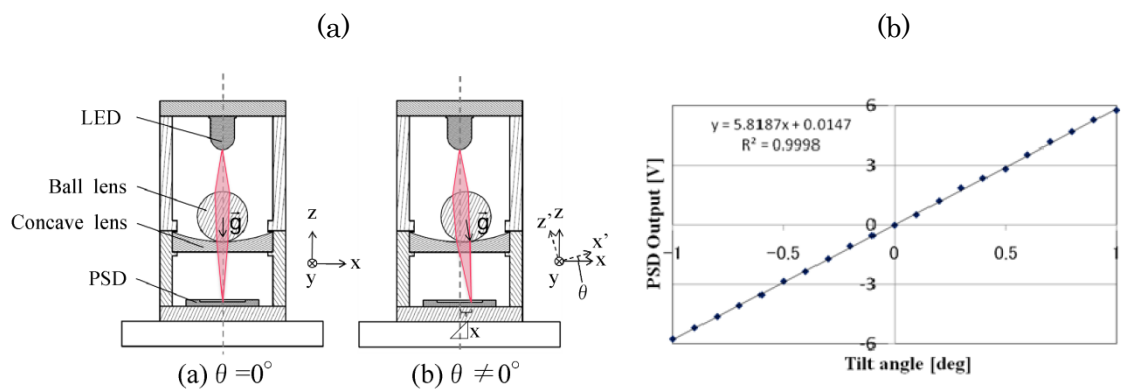 (a)
(b)
LED
Ball lens
Concave lens
PSD
g
z
x
y
(a) θ =0°
g
x
z
z'
x'
x
y
θ
(b) θ ≠ 0°
PSD Output [V]
y = 5.8187x + 0.0147
R² = 0.9998
6
3
0
-3
-6
-1
-0.5
0
0.5
1
Tilt angle [deg]